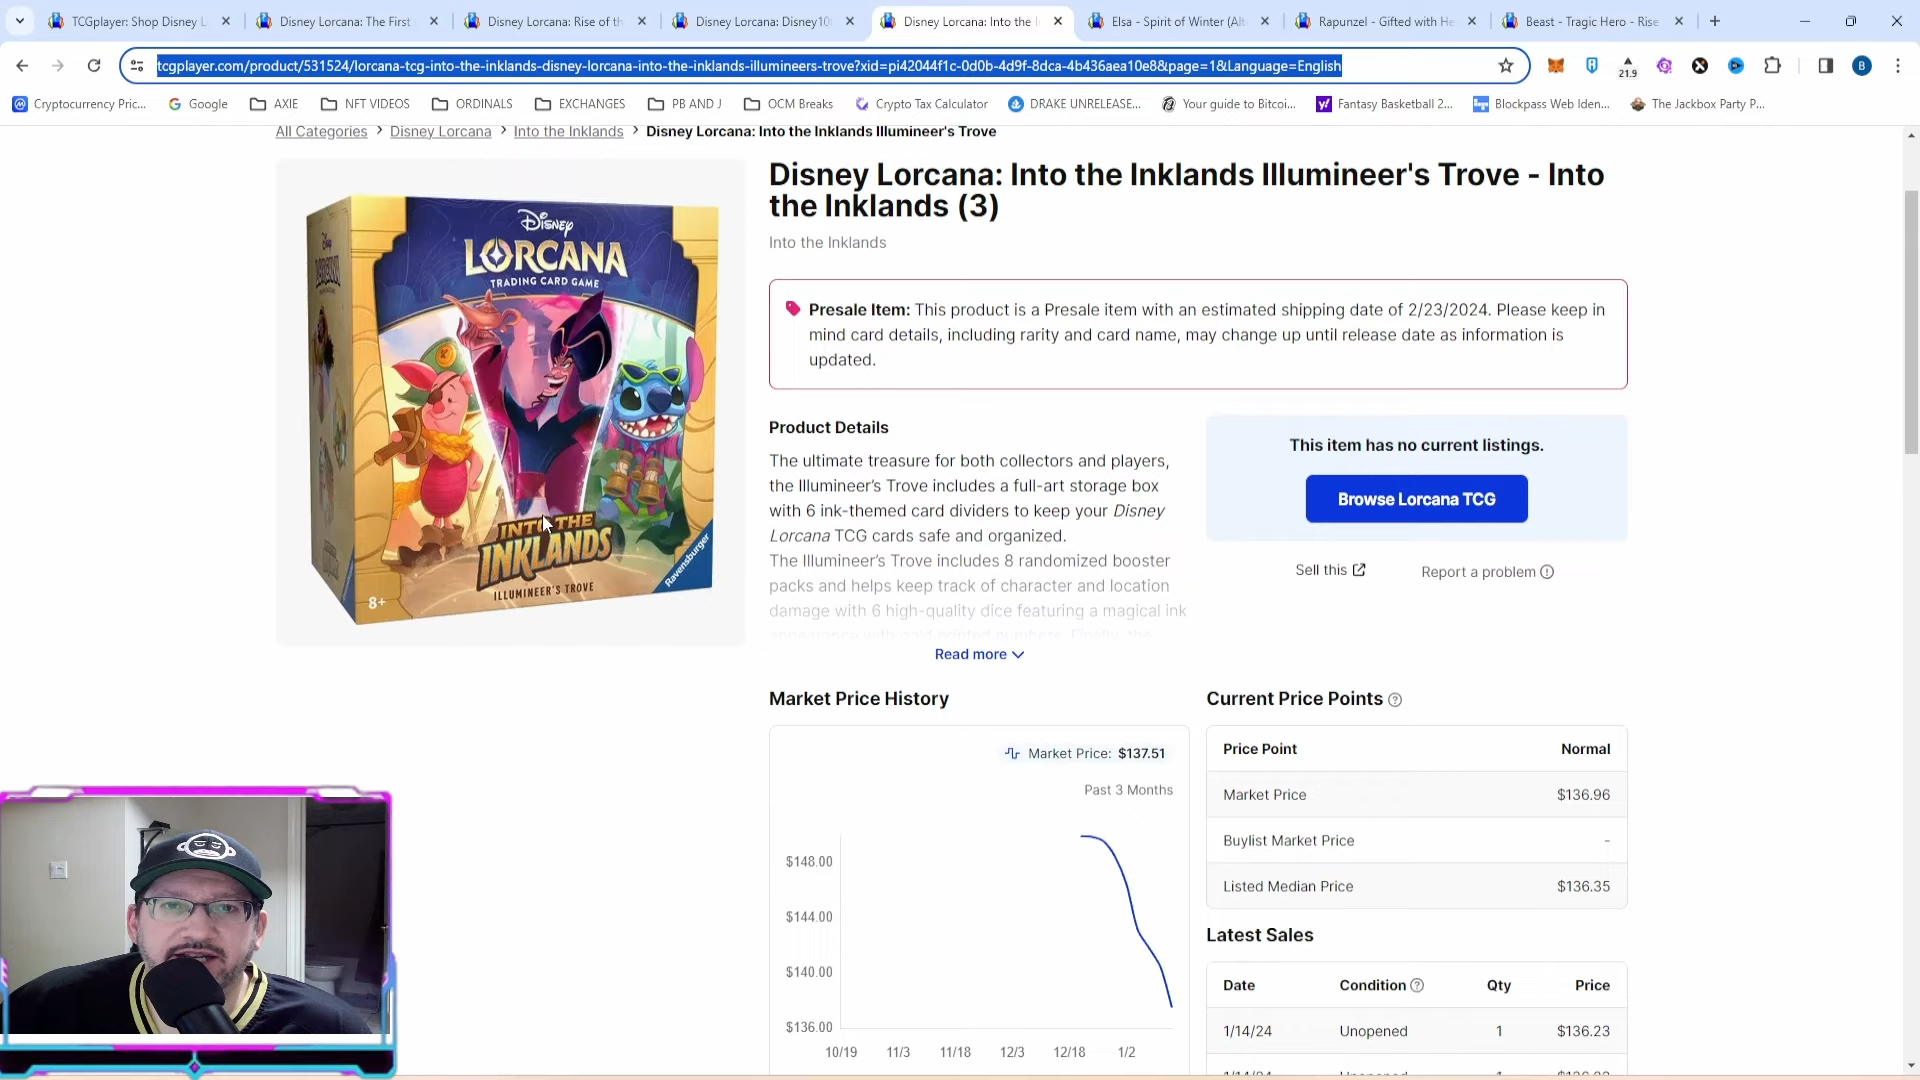 TCGplayer: Shop Disney L
Disney Lorcana: The First
Disney Lorcana: Rise of th
Disney Lorcana: Disney10
Disney Lorcana: Into the I
Elsa - Spirit of Winter (Alt
Rapunzel - Gifted with He
Beast - Tragic Hero - Rise
tcgplayer.com/product/531524/lorcana-tcg-into-the-inklands-disney-lorcana-into-the-inklands-illumineers-trove?xid=pi42044f1c-0d0b-4d9f-8dca-4b436aea10e8&page=1&Language=English
21.9
B
Cryptocurrency Pric...
Google
AXIE
NFT VIDEOS
ORDINALS
EXCHANGES
PB AND J
OCM Breaks
Crypto Tax Calculator
DRAKE UNRELEASE...
Your guide to Bitcoi...
Fantasy Basketball 2...
Blockpass Web Iden...
The Jackbox Party P...
All Categories > Disney Lorcana > Into the Inklands > Disney Lorcana: Into the Inklands Illumineer's Trove
Disney
LORCANA
TRADING CARD GAME
INTO THE
INKLANDS
ILLUMINEER'S TROVE
Ravensburger
8+
Disney Lorcana: Into the Inklands Illumineer's Trove - Into
the Inklands (3)
Into the Inklands
Presale Item: This product is a Presale item with an estimated shipping date of 2/23/2024. Please keep in
mind card details, including rarity and card name, may change up until release date as information is
updated.
Product Details
The ultimate treasure for both collectors and players,
the Illumineer's Trove includes a full-art storage box
with 6 ink-themed card dividers to keep your Disney
Lorcana TCG cards safe and organized.
The Illumineer's Trove includes 8 randomized booster
packs and helps keep track of character and location
damage with 6 high-quality dice featuring a magical ink
appearance with gold printed numbers. Finally, the
Read more
This item has no current listings.
Browse Lorcana TCG
Sell this
Report a problem
Market Price History
Market Price: $137.51
Past 3 Months
$148.00
$144.00
$140.00
$136.00
10/19 11/3 11/18 12/3 12/18 1/2
Current Price Points
Price Point Normal
Market Price $136.96
Buylist Market Price -
Listed Median Price $136.35
Latest Sales
Date Condition Qty Price
1/14/24 Unopened 1 $136.23